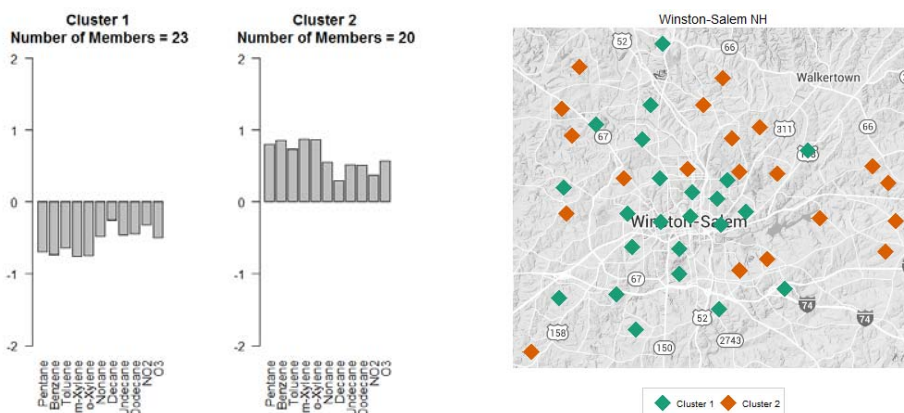 Cluster 1
Number of Members = 23
2
1
0
-1
-2
Pentane
Benzene
Toluene
m-Xylene
o-Xylene
Nonane
Decane
Undecane
Dodecane
NO2
O3
Cluster 2
Number of Members = 20
2
1
0
-1
-2
Pentane
Benzene
Toluene
m-Xylene
o-Xylene
Nonane
Decane
Undecane
Dodecane
NO2
O3
Winston-Salem NH
52
66
Walkertown
67
311
66
Winston-Salem
67
74
52
74
158
150
2743
Cluster 1
Cluster 2